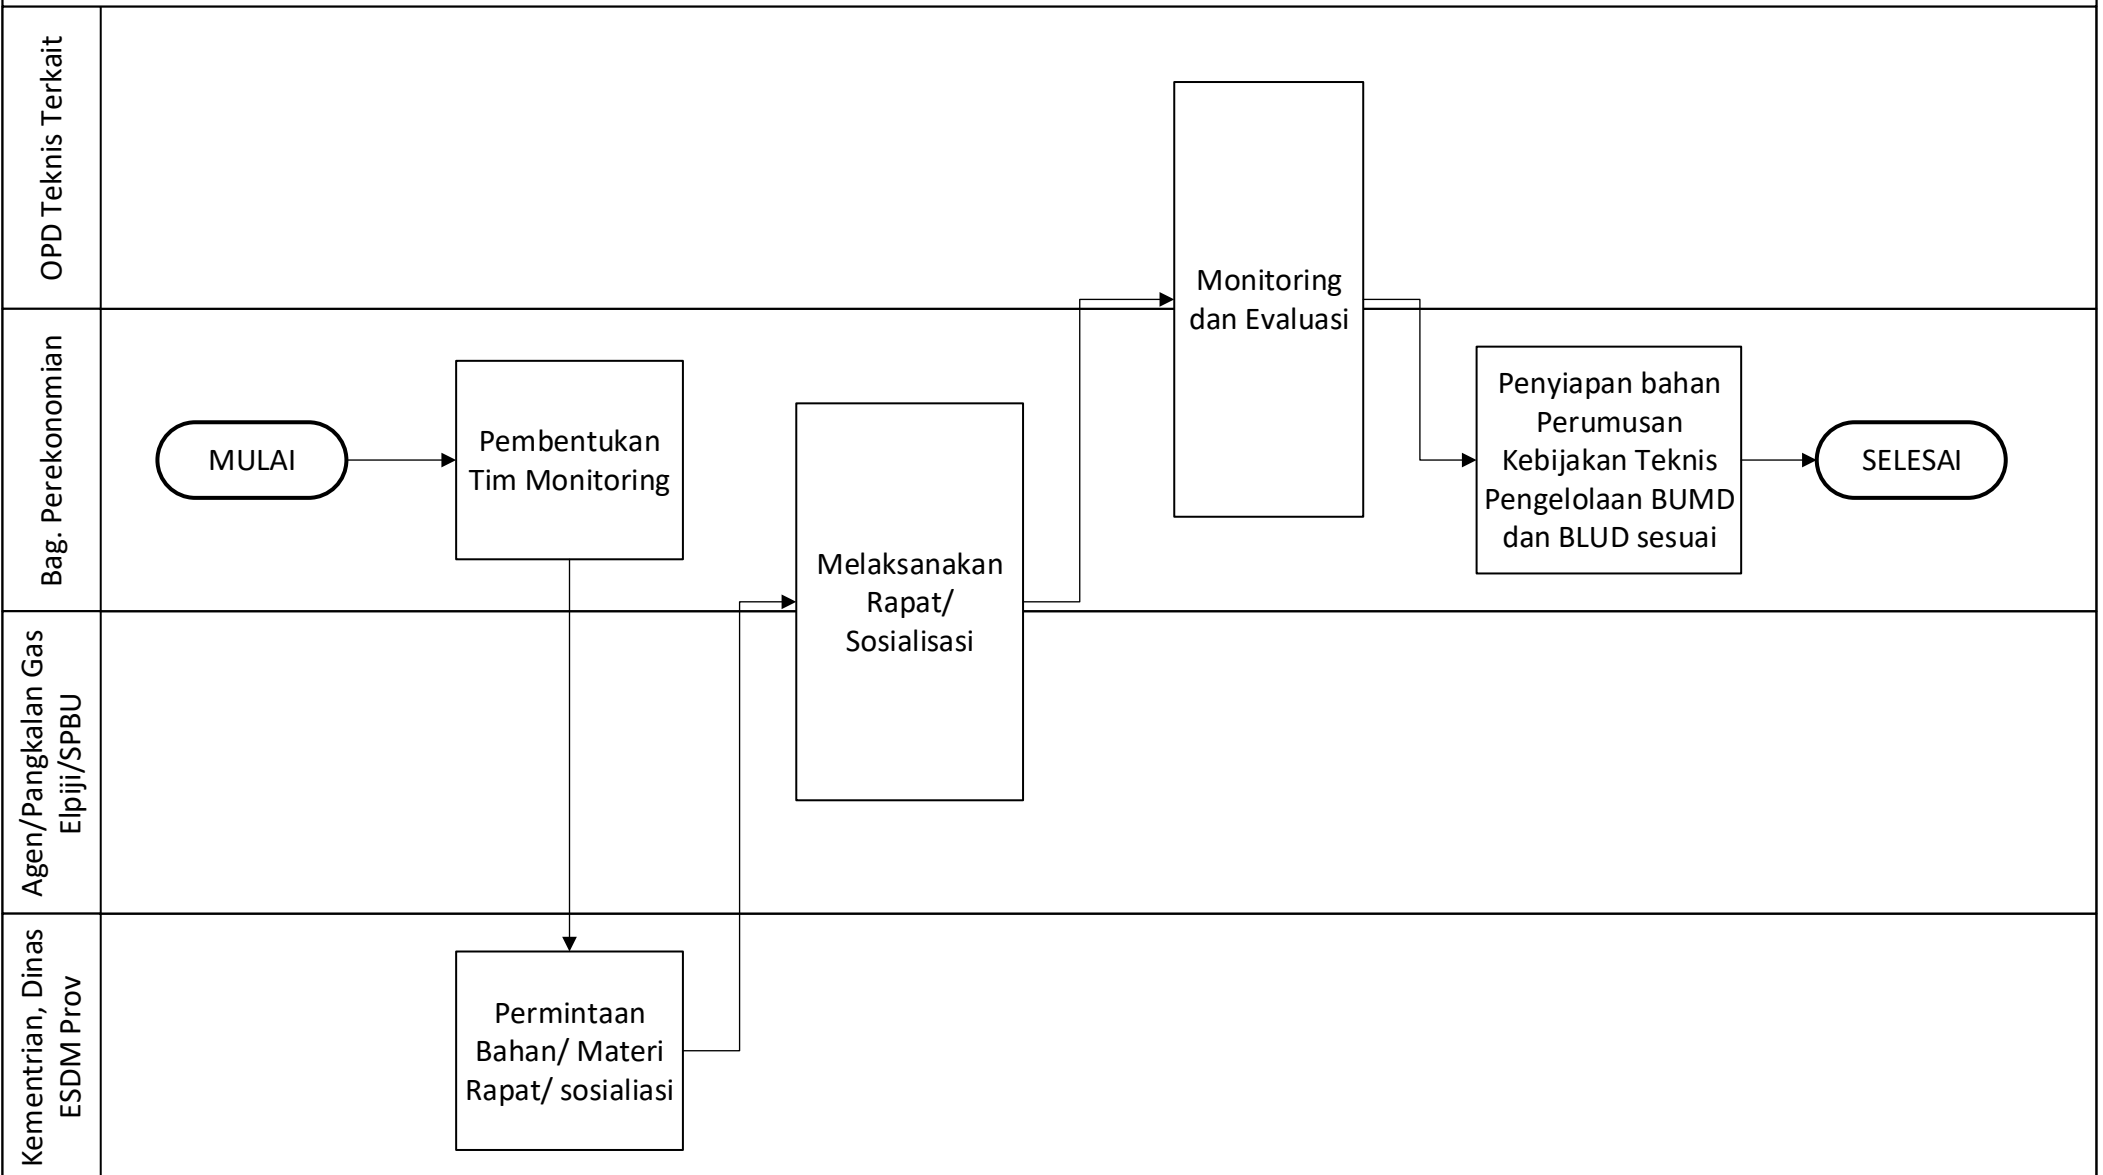 OPD Teknis Terkait
Monitoring
dan Evaluasi
Bag. Perekonomian
MULAI
Pembentukan
Tim Monitoring
Melaksanakan
Rapat/
Sosialisasi
Penyiapan bahan
Perumusan
Kebijakan Teknis
Pengelolaan BUMD
dan BLUD sesuai
SELESAI
Agen/Pangkalan Gas
Elpiji/SPBU
Kementrian, Dinas
ESDM Prov
Permintaan
Bahan/ Materi
Rapat/ sosialiasi